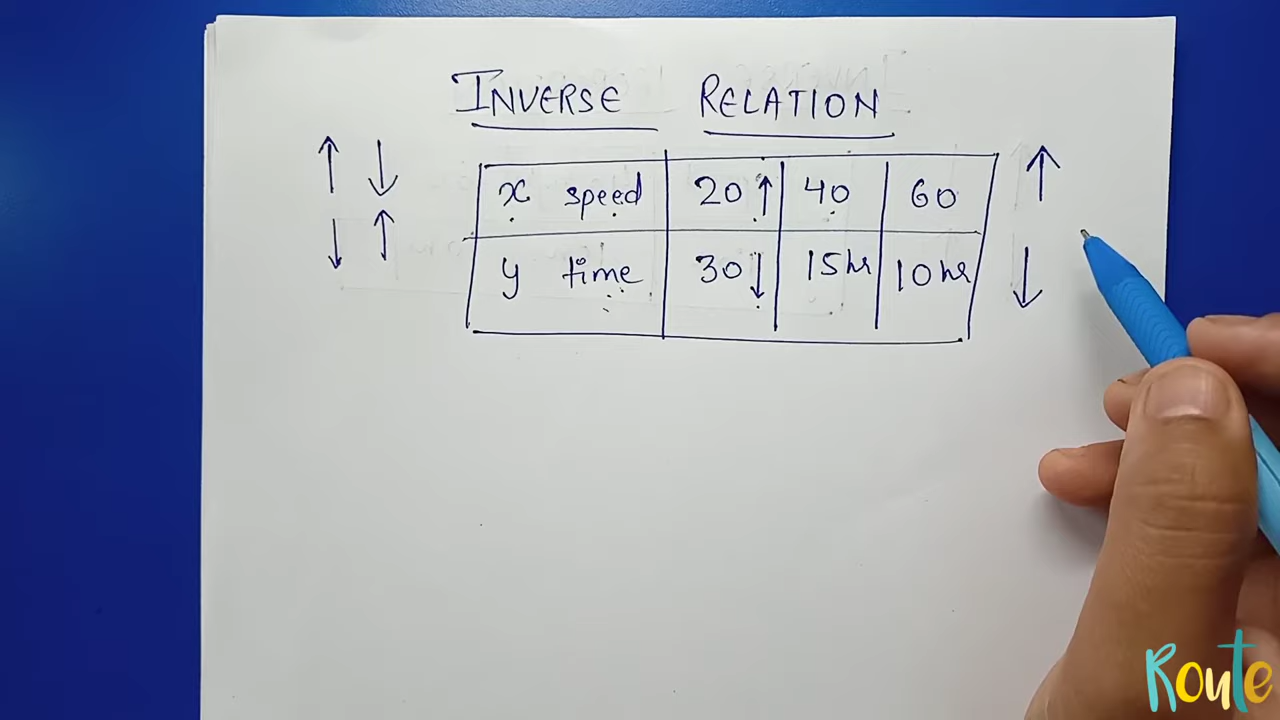 INVERSE RELATION
↑ ↓
x speed 20 ↑ 40 60 ↑
↓ ↑
y time 30 ↓ 15hr 10hr ↓
Route